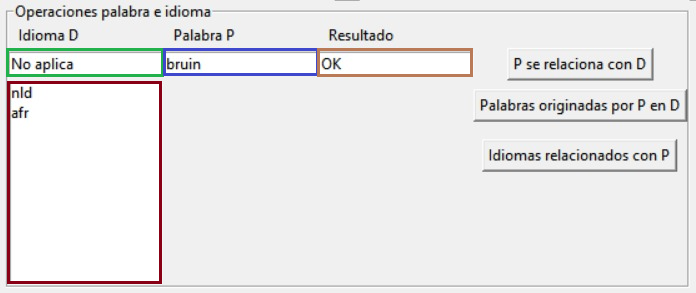 Operaciones palabra e idioma
Idioma D Palabra P Resultado
No aplica bruin OK P se relaciona con D
nld
afr
Palabras originadas por P en D
Idiomas relacionados con P